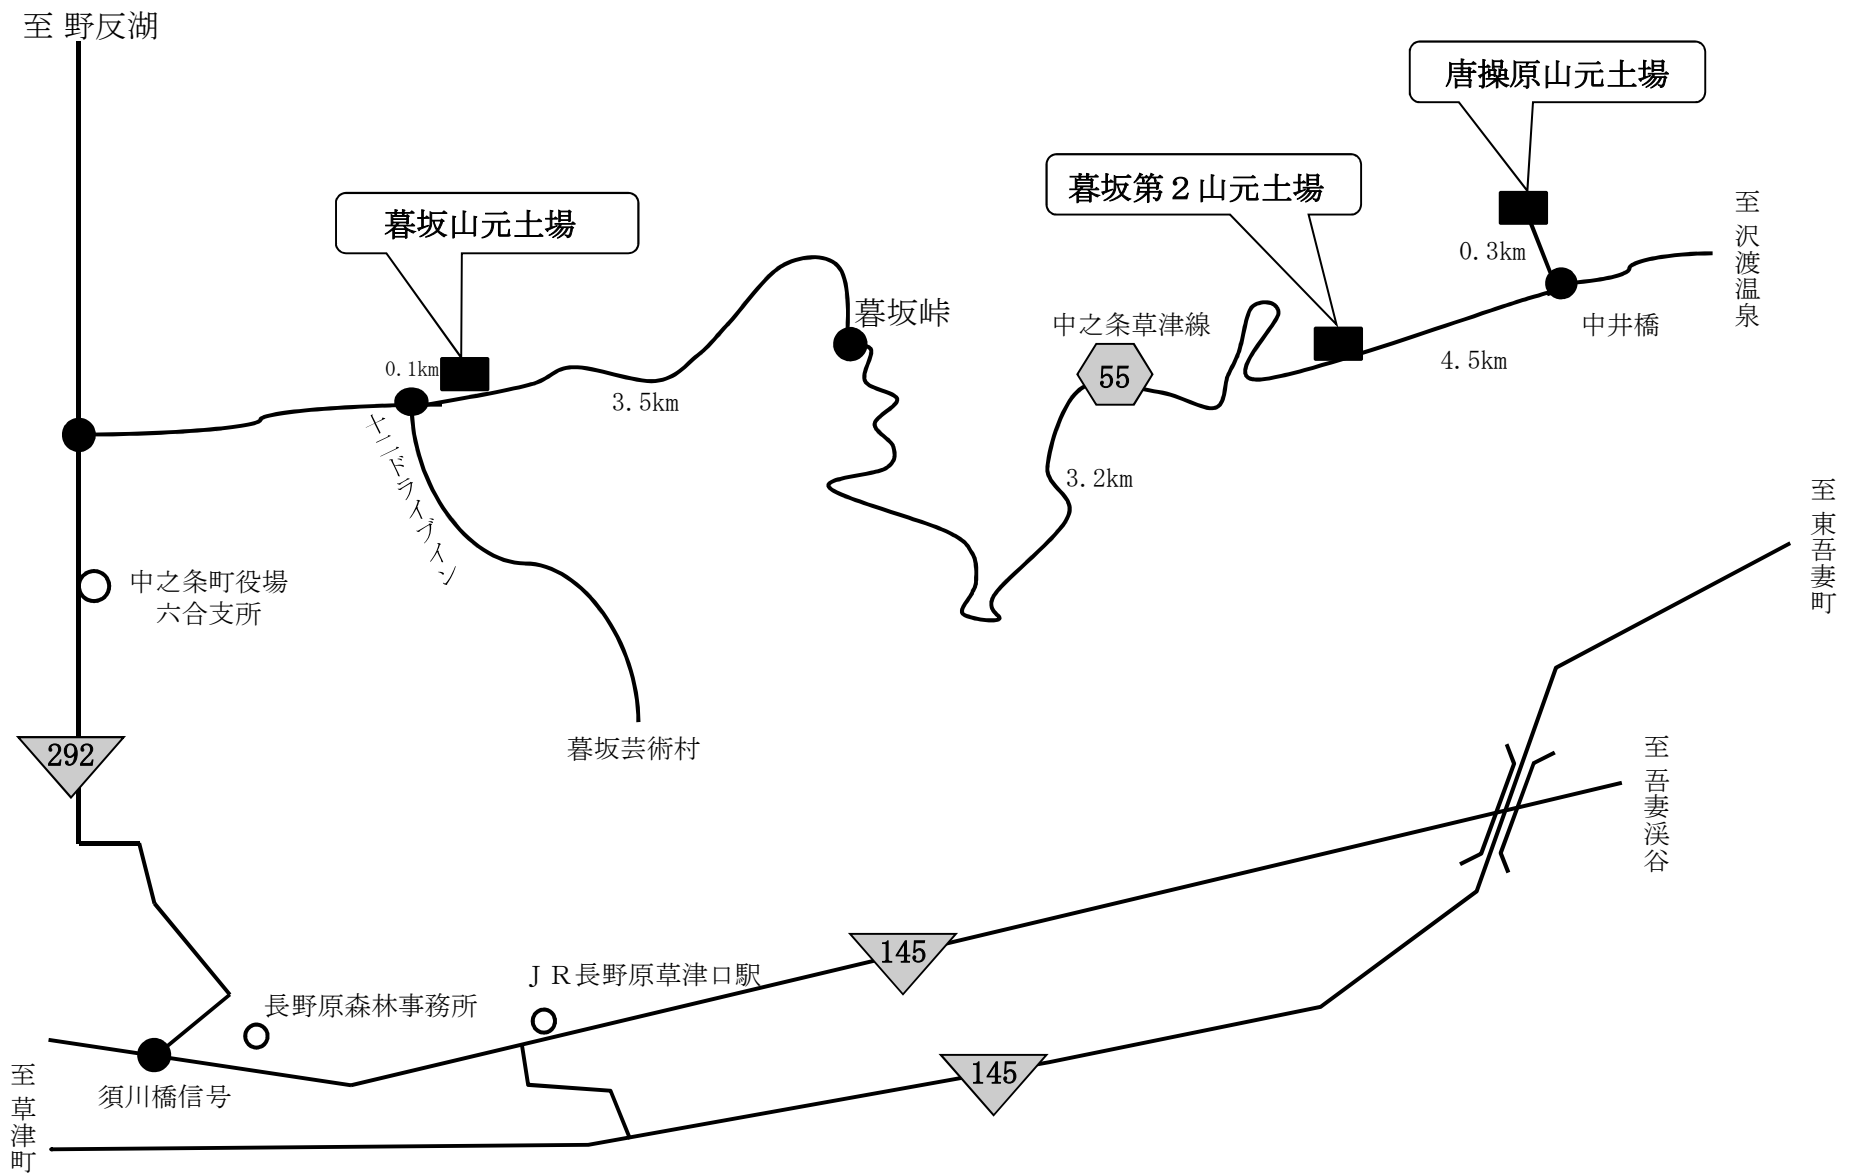 至 野反湖
唐操原山元土場
暮坂第２山元土場
暮坂山元土場
至 沢渡温泉
0.3km
暮坂峠
中之条草津線
中井橋
55
4.5km
0.1km
3.5km
十二ドライブイン
3.2km
至 東吾妻町
中之条町役場
六合支所
暮坂芸術村
292
至 吾妻渓谷
145
ＪＲ長野原草津口駅
長野原森林事務所
145
至 草津町
須川橋信号